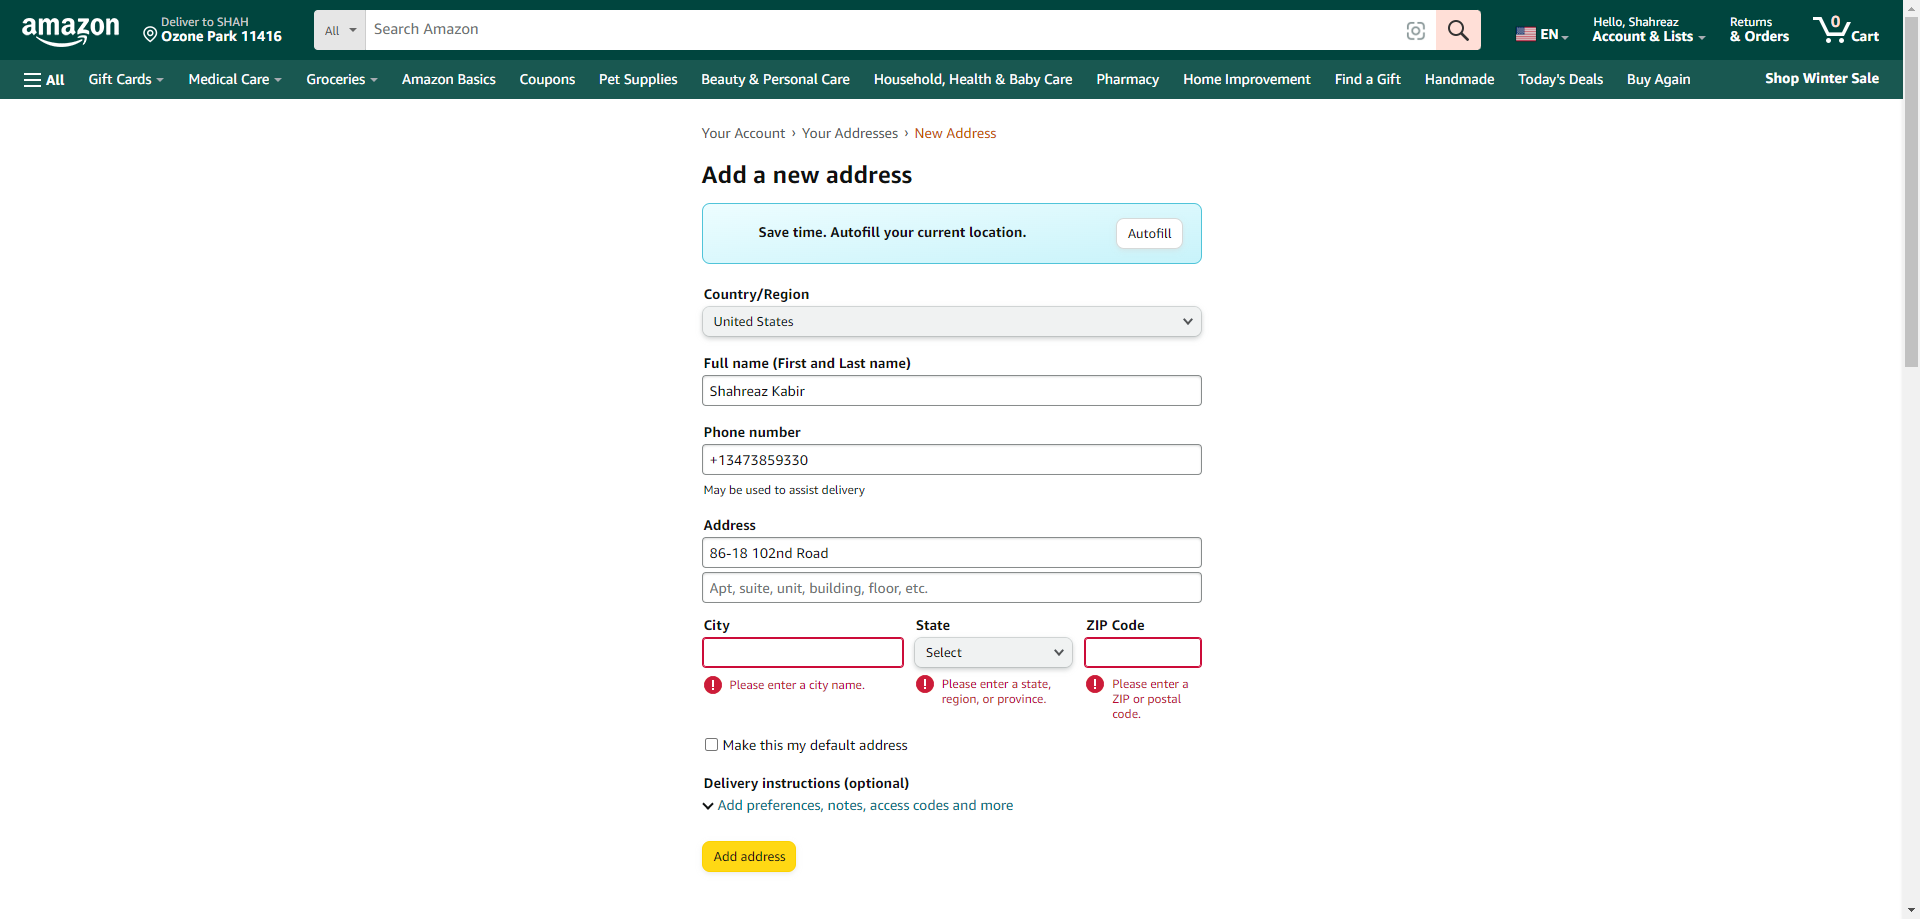 amazon
Deliver to SHAH
Ozone Park 11416
All
Search Amazon
EN
Hello, Shahreaz
Account & Lists
Returns
& Orders
0
Cart
All
Gift Cards
Medical Care
Groceries
Amazon Basics
Coupons
Pet Supplies
Beauty & Personal Care
Household, Health & Baby Care
Pharmacy
Home Improvement
Find a Gift
Handmade
Today's Deals
Buy Again
Shop Winter Sale
Your Account › Your Addresses › New Address
Add a new address
Save time. Autofill your current location.
Autofill
Country/Region
United States
Full name (First and Last name)
Shahreaz Kabir
Phone number
+13473859330
May be used to assist delivery
Address
86-18 102nd Road
Apt, suite, unit, building, floor, etc.
City
State
ZIP Code
Select
Please enter a city name.
Please enter a state,
region, or province.
Please enter a
ZIP or postal
code.
Make this my default address
Delivery instructions (optional)
Add preferences, notes, access codes and more
Add address